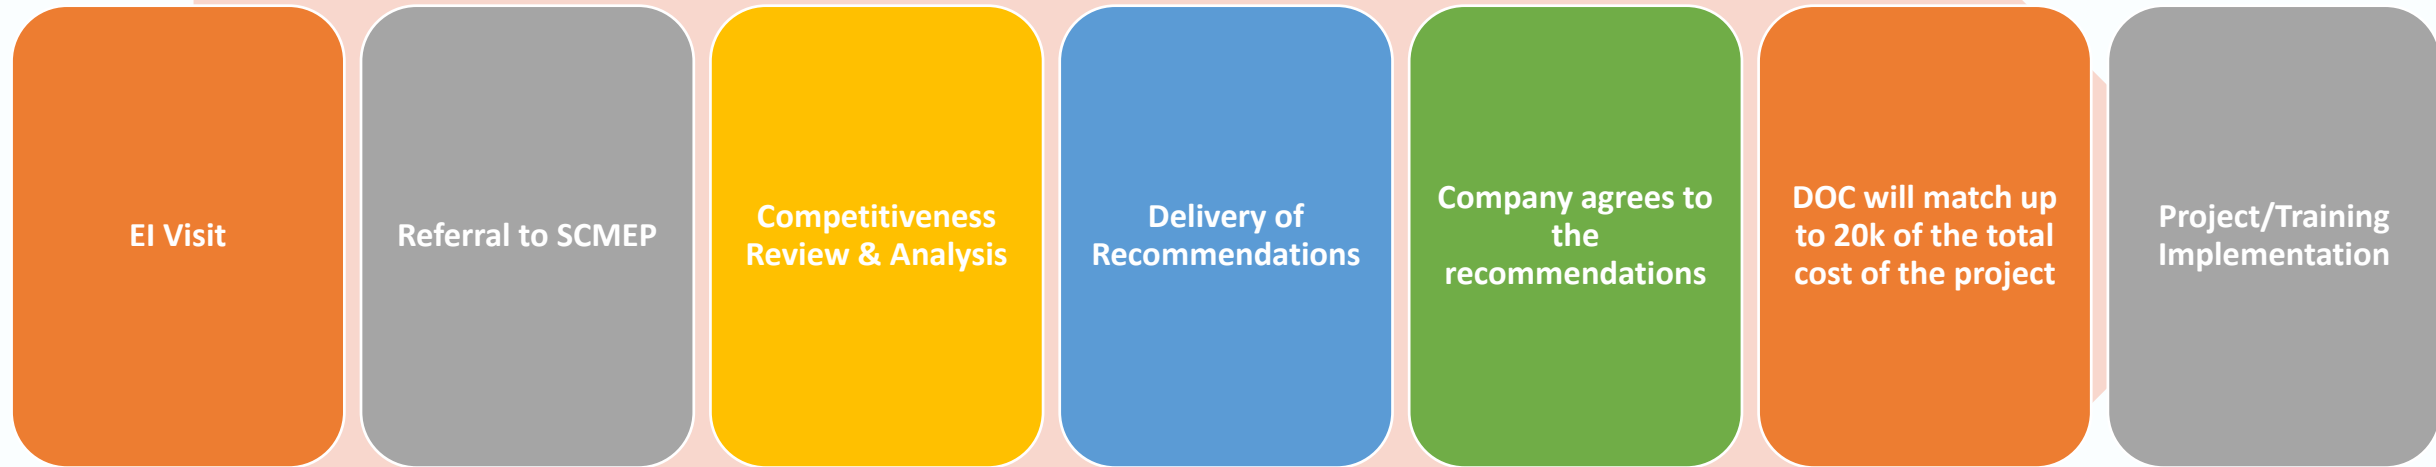 EI Visit
Referral to SCMEP
Competitiveness
Review & Analysis
Delivery of
Recommendations
Company agrees to
the
recommendations
DOC will match up
to 20k of the total
cost of the project
Project/Training
Implementation